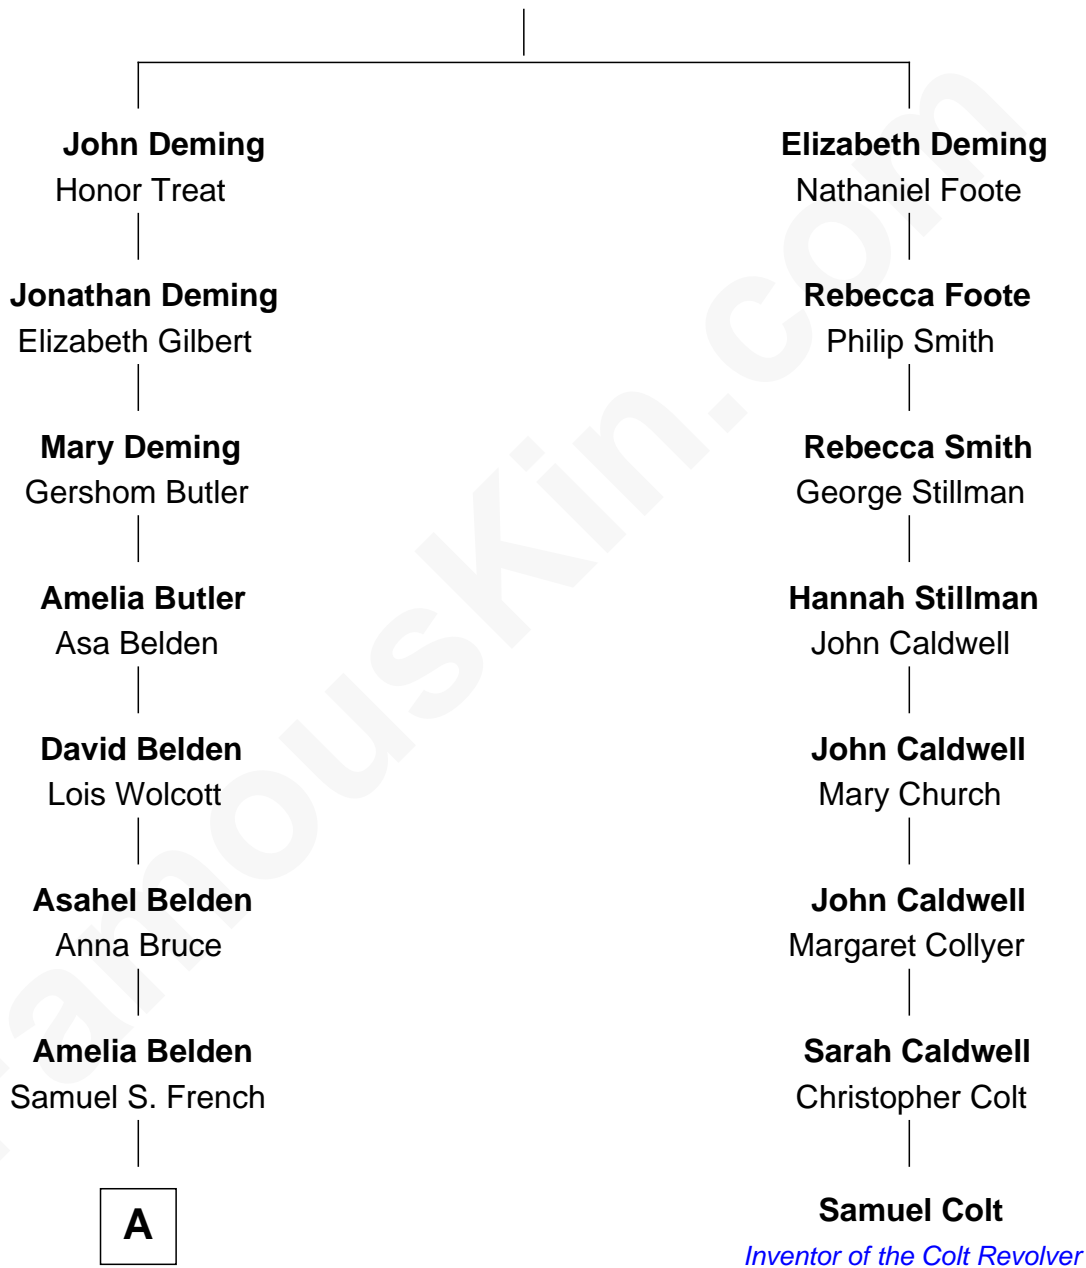 John Deming
Honor Treat
Jonathan Deming
Elizabeth Gilbert
Mary Deming
Gershom Butler
Amelia Butler
Asa Belden
David Belden
Lois Wolcott
Asahel Belden
Anna Bruce
Amelia Belden
Samuel S. French
A
Elizabeth Deming
Nathaniel Foote
Rebecca Foote
Philip Smith
Rebecca Smith
George Stillman
Hannah Stillman
John Caldwell
John Caldwell
Mary Church
John Caldwell
Margaret Collyer
Sarah Caldwell
Christopher Colt
Samuel Colt
Inventor of the Colt Revolver
FamousKin.com